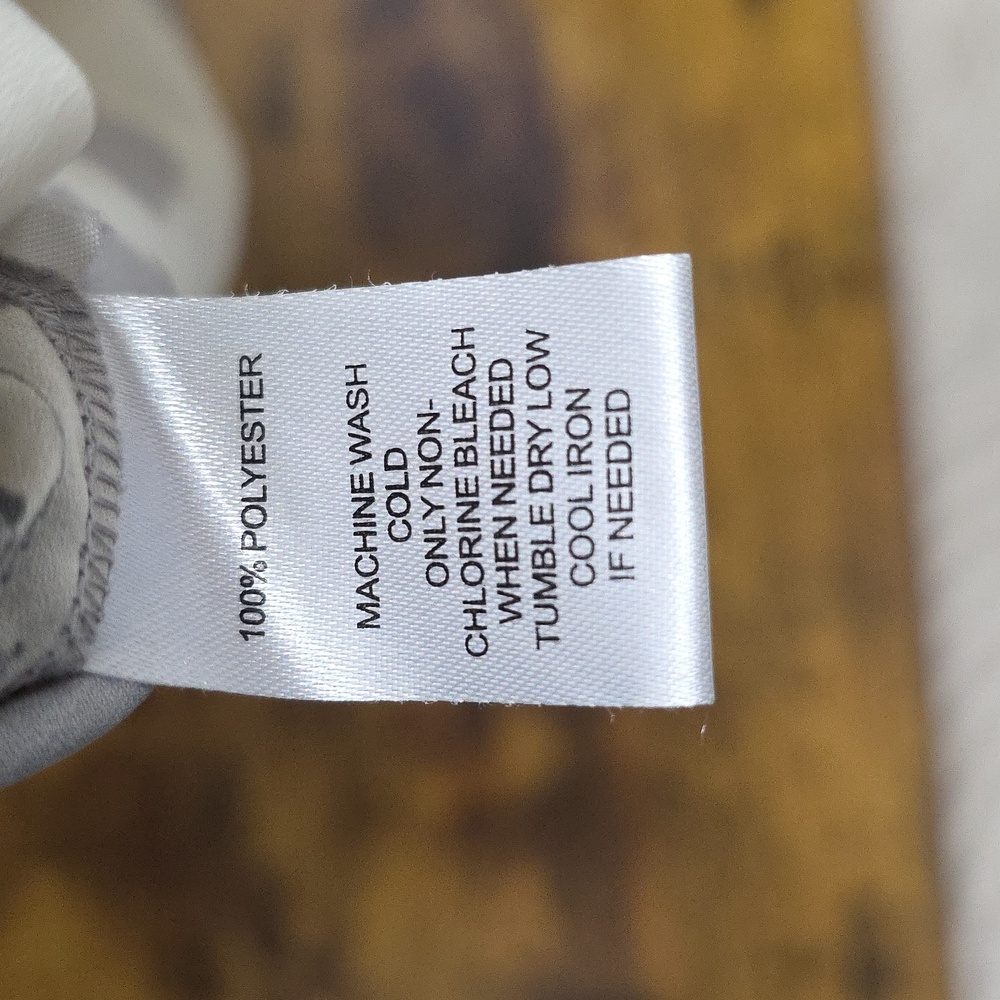 100% POLYESTER
MACHINE WASH
COLD
ONLY NON-
CHLORINE BLEACH
WHEN NEEDED
TUMBLE DRY LOW
COOL IRON
IF NEEDED